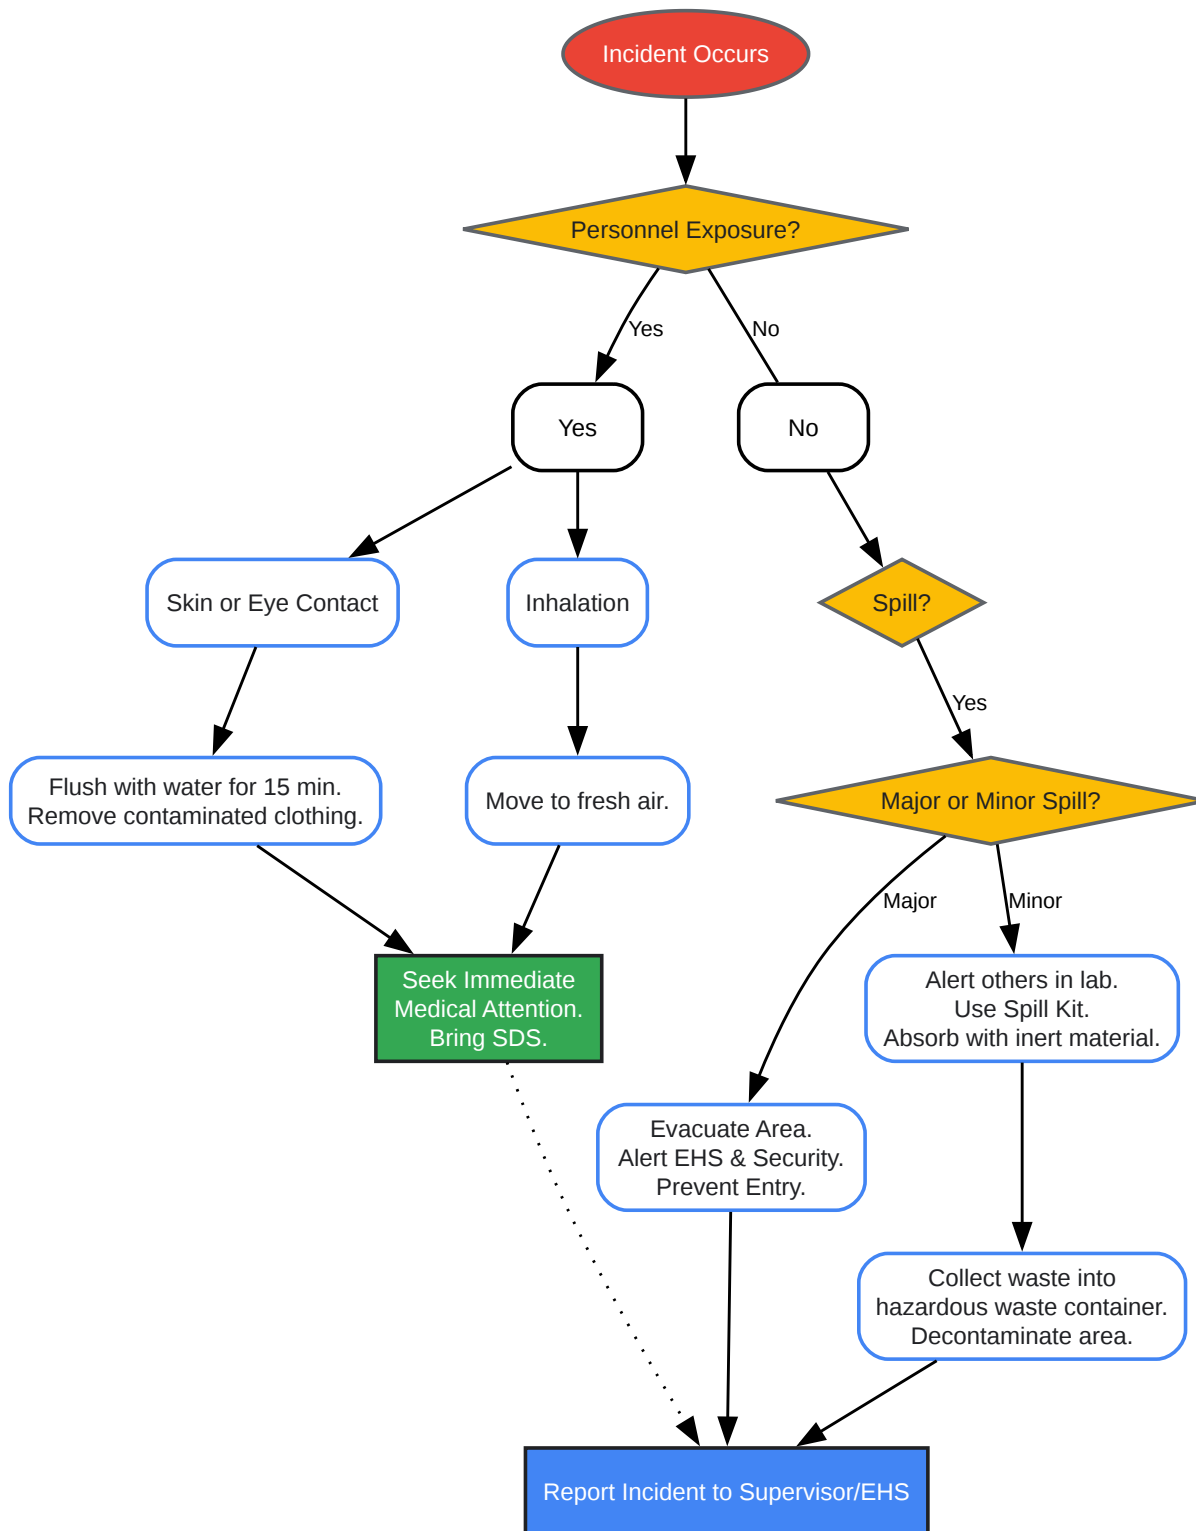 Incident Occurs
Personnel Exposure?
Yes
No
Yes
No
Skin or Eye Contact
Inhalation
Spill?
Yes
Flush with water for 15 min.
Remove contaminated clothing.
Move to fresh air.
Major or Minor Spill?
Major
Minor
Seek Immediate
Medical Attention.
Bring SDS.
Alert others in lab.
Use Spill Kit.
Absorb with inert material.
Evacuate Area.
Alert EHS & Security.
Prevent Entry.
Collect waste into
hazardous waste container.
Decontaminate area.
Report Incident to Supervisor/EHS